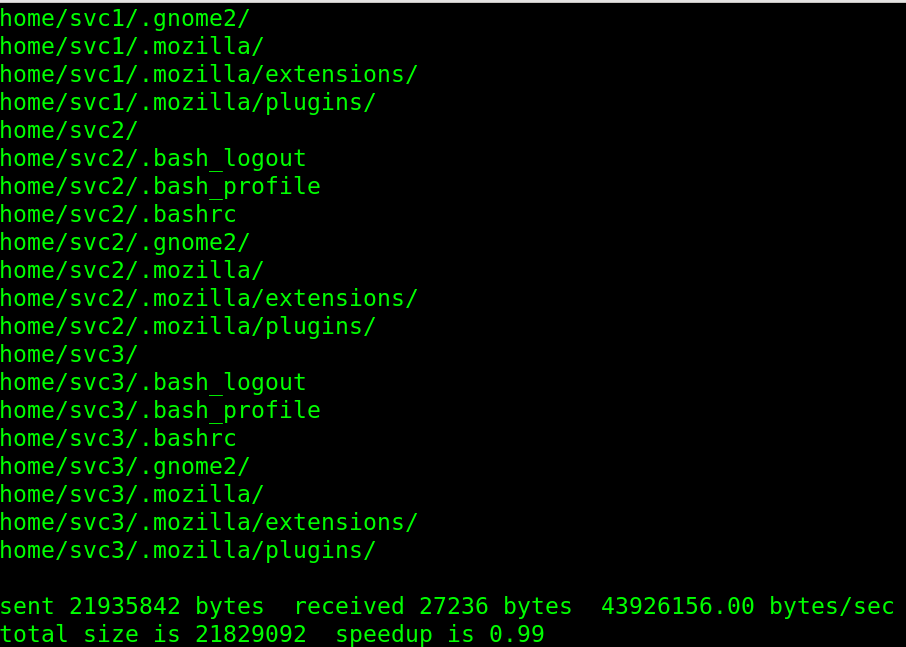 home/svc1/.gnome2/
home/svc1/.mozilla/
home/svc1/.mozilla/extensions/
home/svc1/.mozilla/plugins/
home/svc2/
home/svc2/.bash_logout
home/svc2/.bash_profile
home/svc2/.bashrc
home/svc2/.gnome2/
home/svc2/.mozilla/
home/svc2/.mozilla/extensions/
home/svc2/.mozilla/plugins/
home/svc3/
home/svc3/.bash_logout
home/svc3/.bash_profile
home/svc3/.bashrc
home/svc3/.gnome2/
home/svc3/.mozilla/
home/svc3/.mozilla/extensions/
home/svc3/.mozilla/plugins/

sent 21935842 bytes  received 27236 bytes  43926156.00 bytes/sec
total size is 21829092  speedup is 0.99